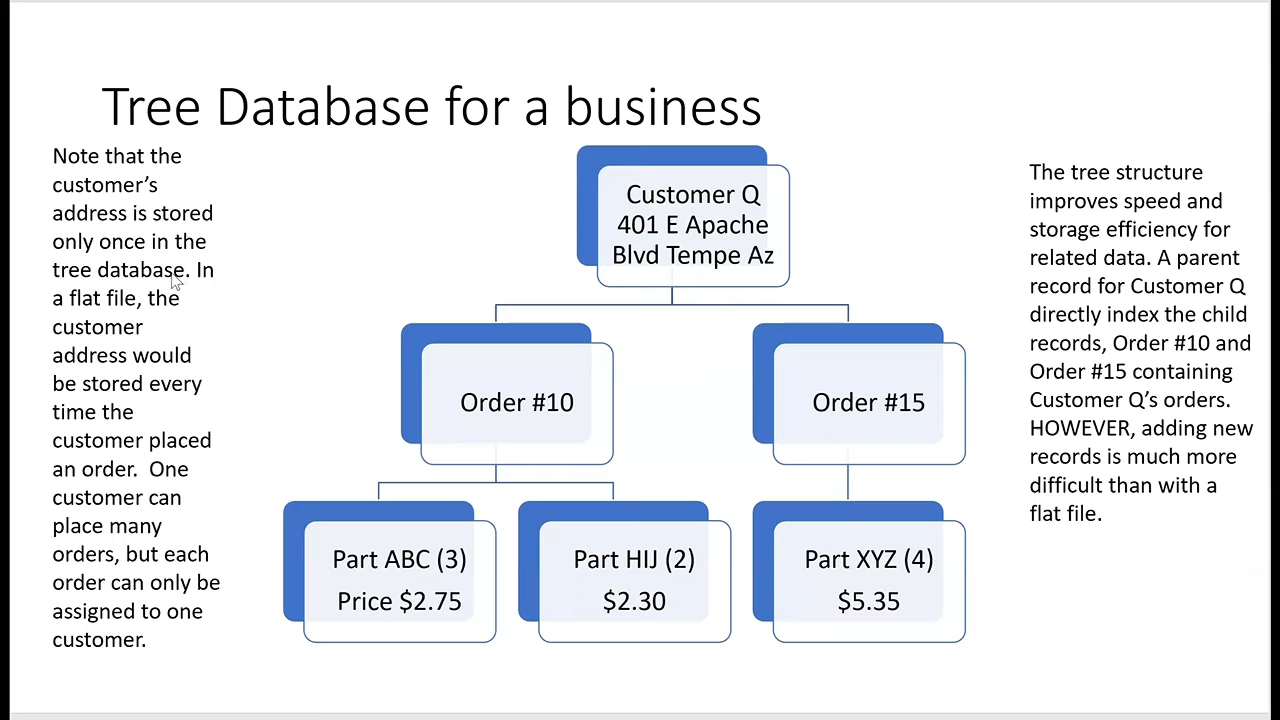 Tree Database for a business
Note that the
customer’s
address is stored
only once in the
tree database. In
a flat file, the
customer
address would
be stored every
time the
customer placed
an order.  One
customer can
place many
orders, but each
order can only be
assigned to one
customer.
Customer Q
401 E Apache
Blvd Tempe Az
Order #10
Order #15
Part ABC (3)
Price $2.75
Part HIJ (2)
$2.30
Part XYZ (4)
$5.35
The tree structure
improves speed and
storage efficiency for
related data. A parent
record for Customer Q
directly index the child
records, Order #10 and
Order #15 containing
Customer Q’s orders.
HOWEVER, adding new
records is much more
difficult than with a
flat file.